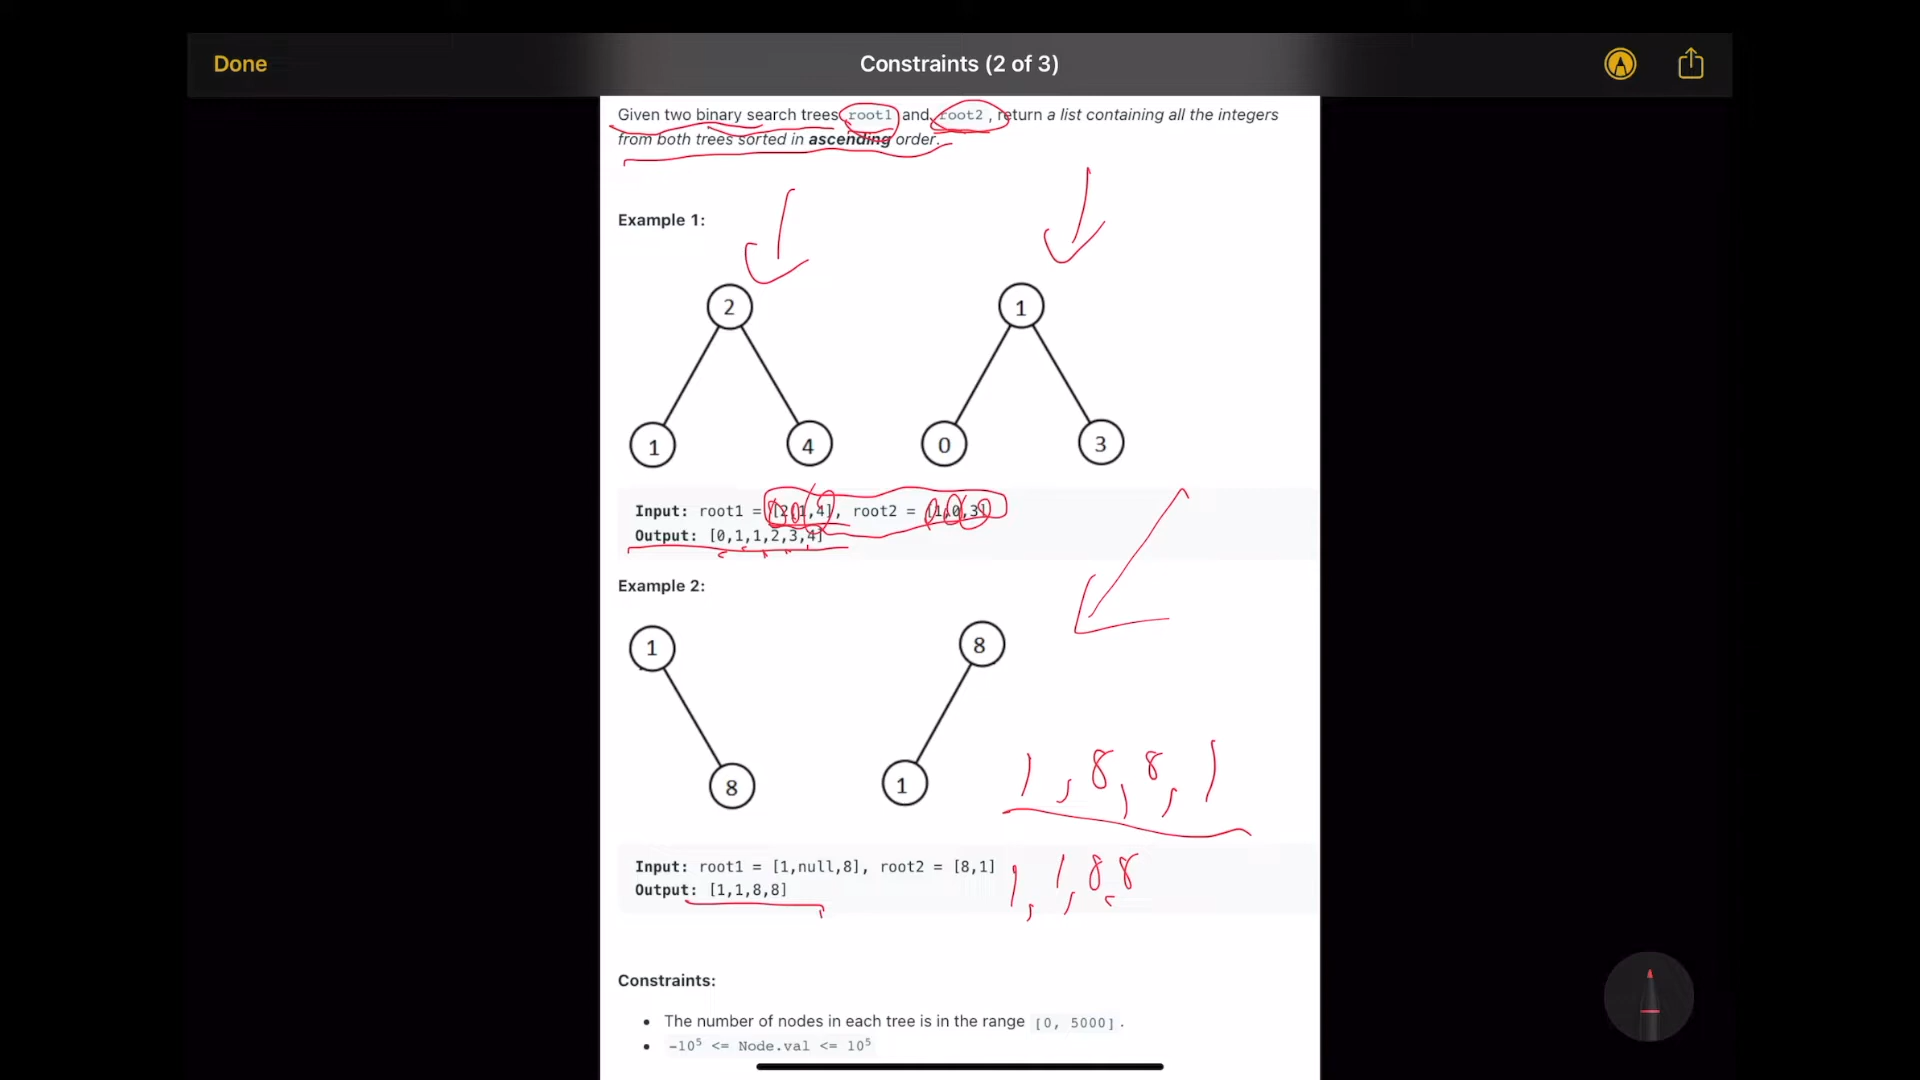 Done
Constraints (2 of 3)
Given two binary search trees root1 and root2 , return a list containing all the integers
from both trees sorted in ascending order.
Example 1:
2 1
1 4 0 3
Input: root1 = [2,1,4], root2 = [1,0,3]
Output: [0,1,1,2,3,4]
Example 2:
1 8
8 1
1 , 8 , 8 , 1
Input: root1 = [1,null,8], root2 = [8,1]
Output: [1,1,8,8]
1 , 1 , 8 , 8
Constraints:
• The number of nodes in each tree is in the range [0, 5000] .
• -10⁵ <= Node.val <= 10⁵